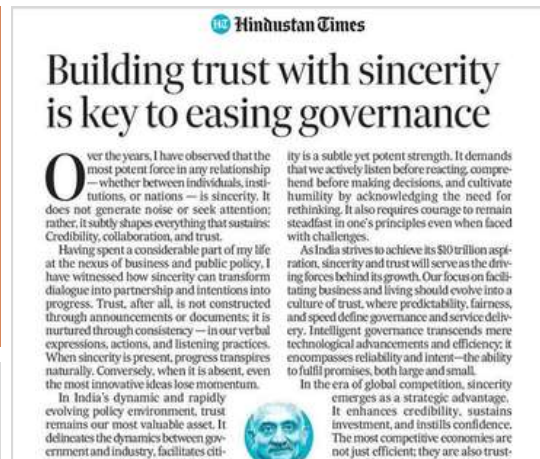 HT Hindustan Times
Building trust with sincerity
is key to easing governance
Over the years, I have observed that the
most potent force in any relationship
— whether between individuals, insti-
tutions, or nations — is sincerity. It
does not generate noise or seek attention;
rather, it subtly shapes everything that sustains:
Credibility, collaboration, and trust.
Having spent a considerable part of my life
at the nexus of business and public policy, I
have witnessed how sincerity can transform
dialogue into partnership and intentions into
progress. Trust, after all, is not constructed
through announcements or documents; it is
nurtured through consistency — in our verbal
expressions, actions, and listening practices.
When sincerity is present, progress transpires
naturally. Conversely, when it is absent, even
the most innovative ideas lose momentum.
In India's dynamic and rapidly
evolving policy environment, trust
remains our most valuable asset. It
delineates the dynamics between gov-
ernment and industry, facilitates citi-
ity is a subtle yet potent strength. It demands
that we actively listen before reacting, compre-
hend before making decisions, and cultivate
humility by acknowledging the need for
rethinking. It also requires courage to remain
steadfast in one's principles even when faced
with challenges.
As India strives to achieve its $10 trillion aspi-
ration, sincerity and trust will serve as the driv-
ing forces behind its growth. Our focus on facili-
tating business and living should evolve into a
culture of trust, where predictability, fairness,
and speed define governance and service deliv-
ery. Intelligent governance transcends mere
technological advancements and efficiency; it
encompasses reliability and intent—the ability
to fulfil promises, both large and small.
In the era of global competition, sincerity
emerges as a strategic advantage.
It enhances credibility, sustains
investment, and instills confidence.
The most competitive economies are
not just efficient; they are also trust-